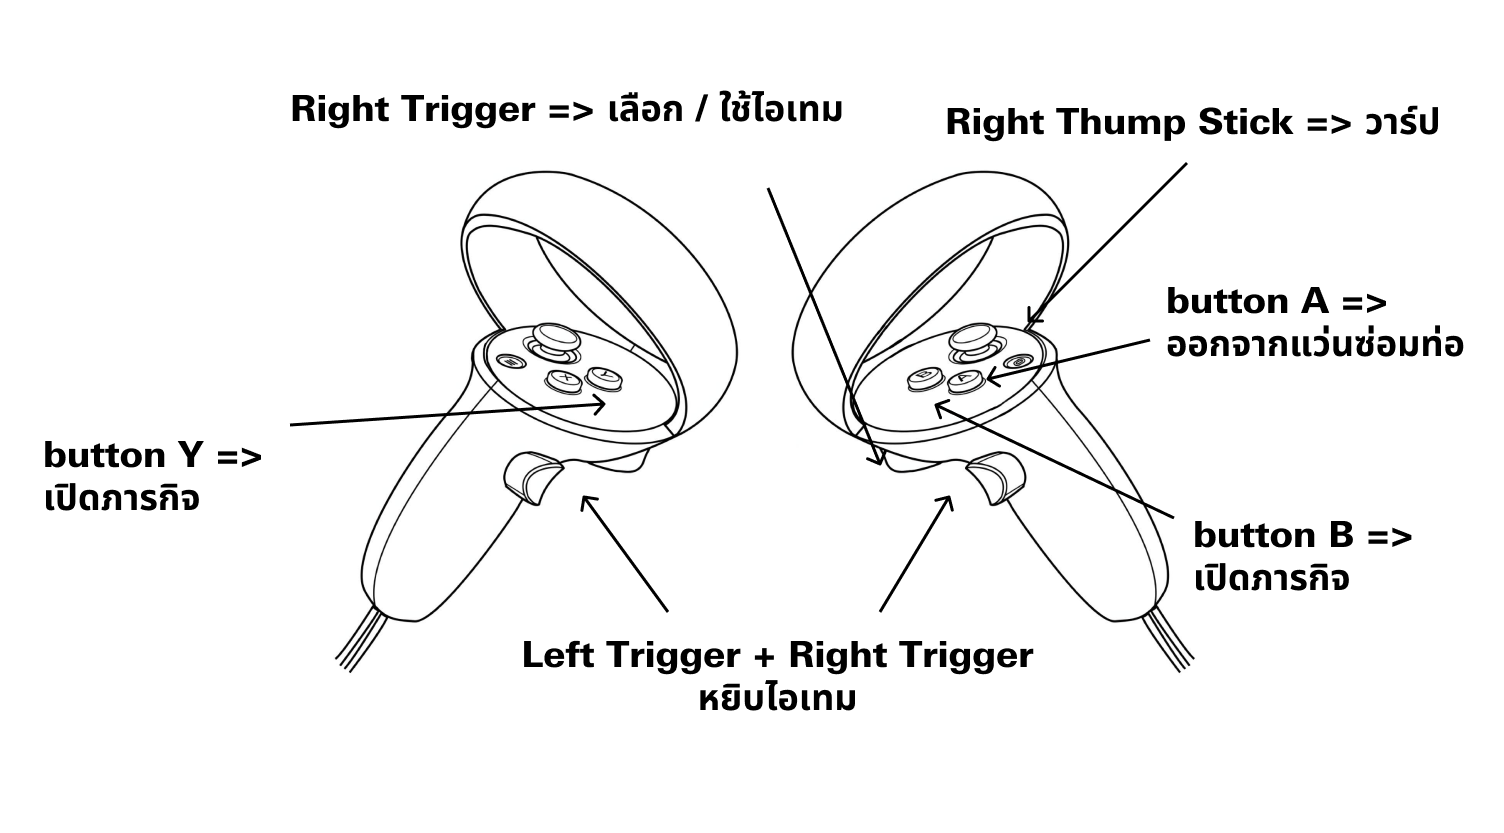 Right Trigger => เลือก / ใช้ไอเทม
Right Thump Stick => วาร์ป
button A =>
ออกจากแว่นซ่อมท่อ
button Y =>
เปิดภารกิจ
button B =>
เปิดภารกิจ
Left Trigger + Right Trigger
หยิบไอเทม
X
Y
B
A